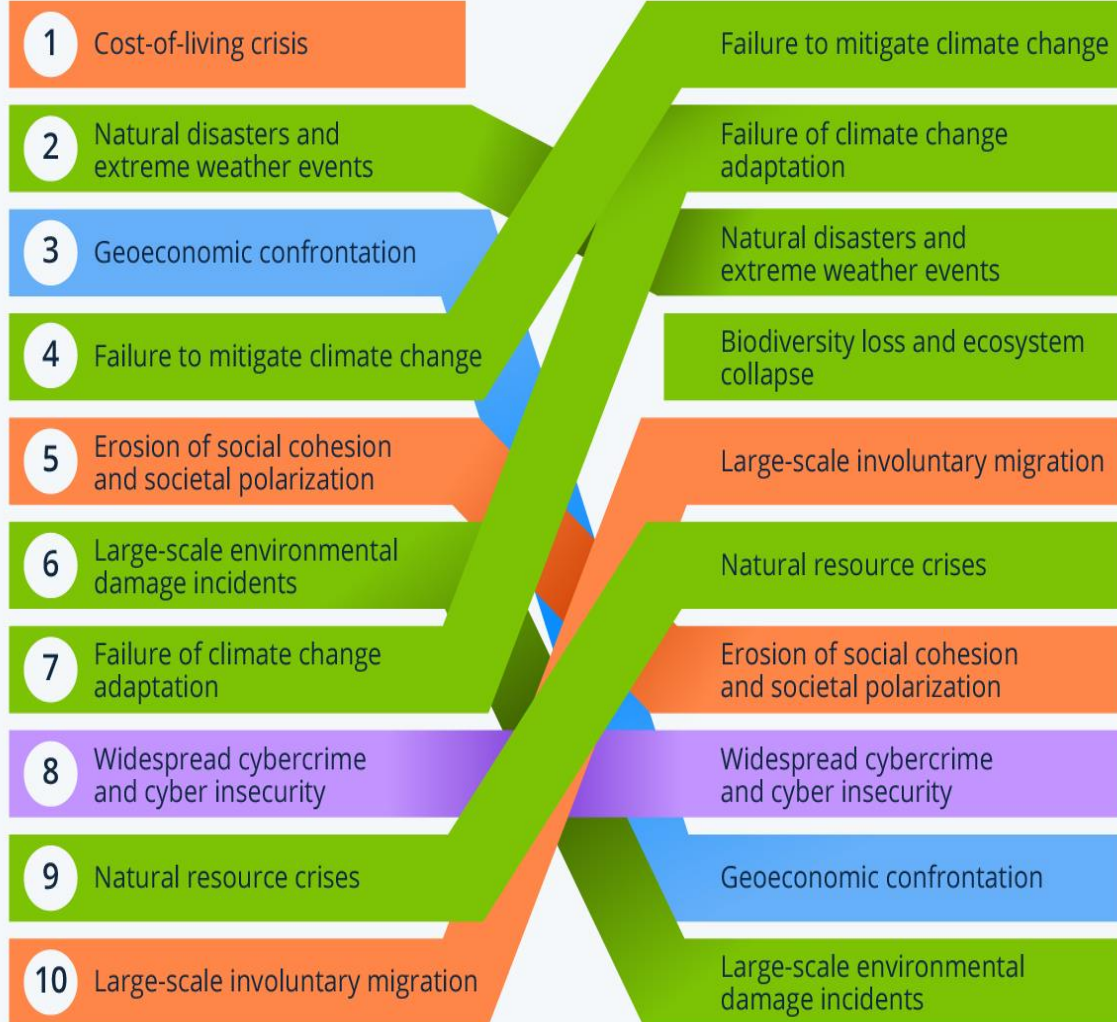 1 Cost-of-living crisis
2 Natural disasters and
extreme weather events
3 Geoeconomic confrontation
4 Failure to mitigate climate change
5 Erosion of social cohesion
and societal polarization
6 Large-scale environmental
damage incidents
7 Failure of climate change
adaptation
8 Widespread cybercrime
and cyber insecurity
9 Natural resource crises
10 Large-scale involuntary migration
Failure to mitigate climate change
Failure of climate change
adaptation
Natural disasters and
extreme weather events
Biodiversity loss and ecosystem
collapse
Large-scale involuntary migration
Natural resource crises
Erosion of social cohesion
and societal polarization
Widespread cybercrime
and cyber insecurity
Geoeconomic confrontation
Large-scale environmental
damage incidents